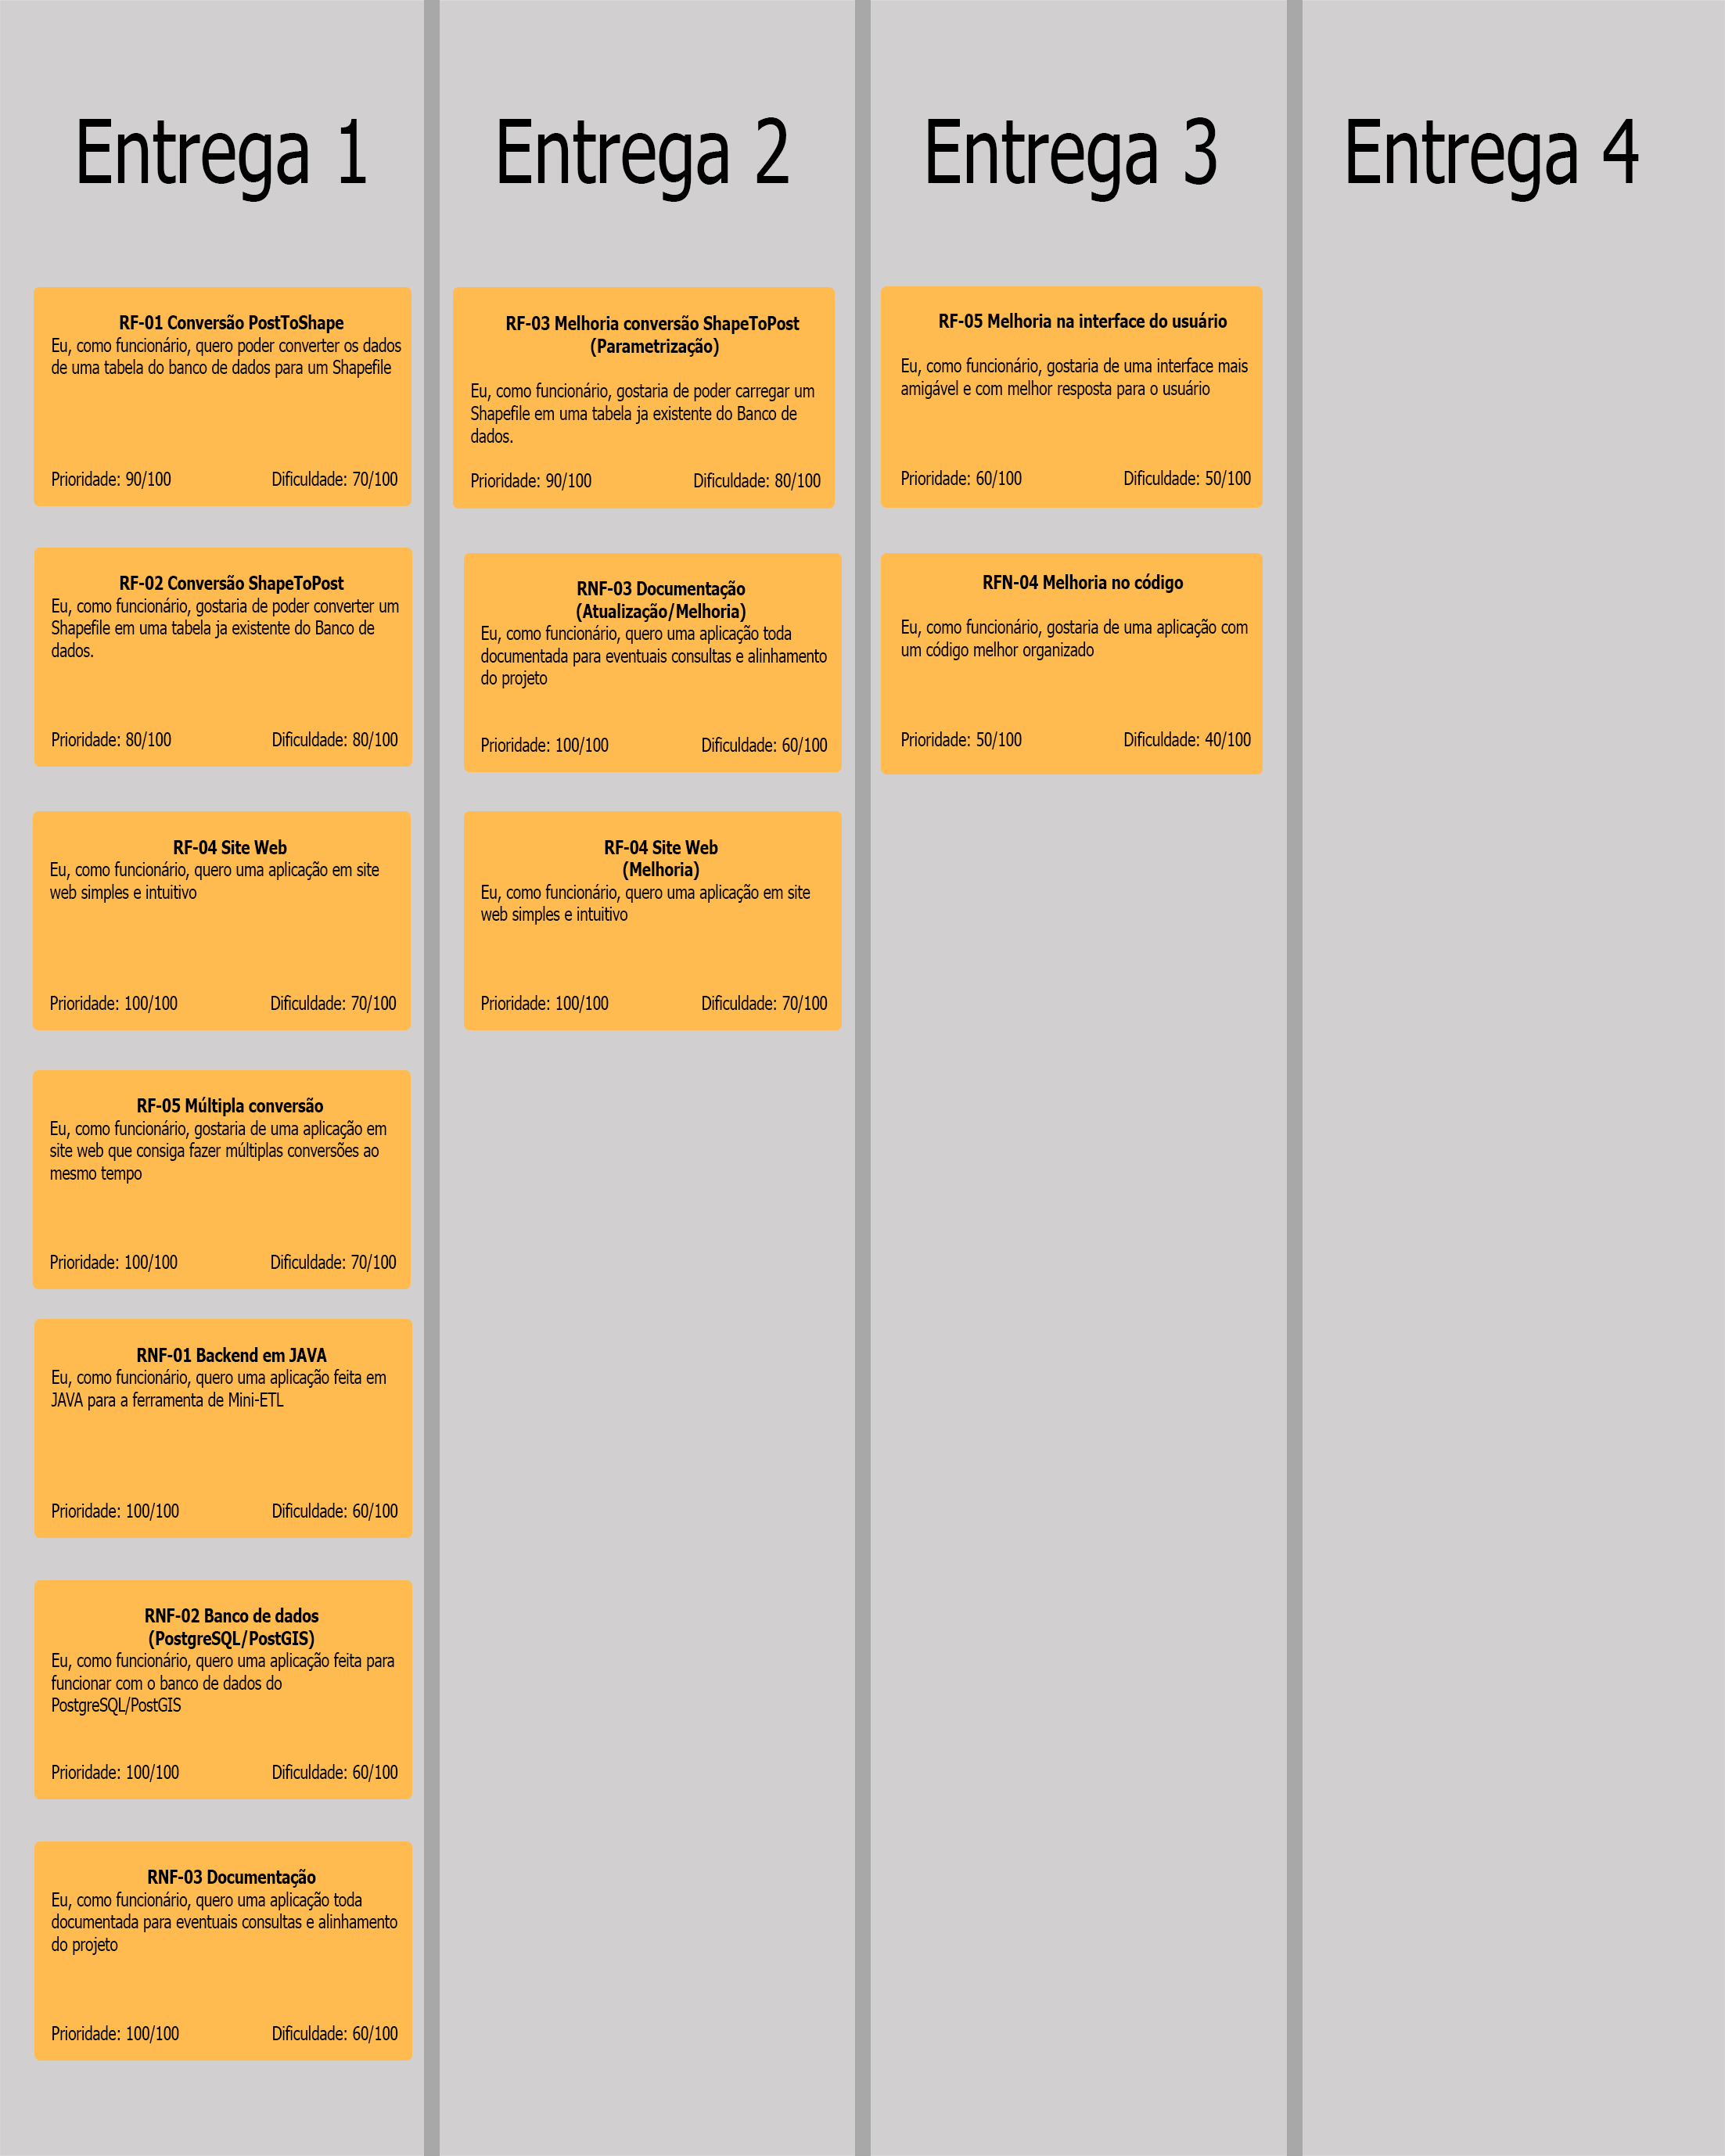 Entrega 1
RF-01 Conversão PostToShape
Eu, como funcionário, quero poder converter os dados
de uma tabela do banco de dados para um Shapefile
Prioridade: 90/100 Dificuldade: 70/100
RF-02 Conversão ShapeToPost
Eu, como funcionário, gostaria de poder converter um
Shapefile em uma tabela ja existente do Banco de
dados.
Prioridade: 80/100 Dificuldade: 80/100
RF-04 Site Web
Eu, como funcionário, quero uma aplicação em site
web simples e intuitivo
Prioridade: 100/100 Dificuldade: 70/100
RF-05 Múltipla conversão
Eu, como funcionário, gostaria de uma aplicação em
site web que consiga fazer múltiplas conversões ao
mesmo tempo
Prioridade: 100/100 Dificuldade: 70/100
RNF-01 Backend em JAVA
Eu, como funcionário, quero uma aplicação feita em
JAVA para a ferramenta de Mini-ETL
Prioridade: 100/100 Dificuldade: 60/100
RNF-02 Banco de dados
(PostgreSQL/PostGIS)
Eu, como funcionário, quero uma aplicação feita para
funcionar com o banco de dados do
PostgreSQL/PostGIS
Prioridade: 100/100 Dificuldade: 60/100
RNF-03 Documentação
Eu, como funcionário, quero uma aplicação toda
documentada para eventuais consultas e alinhamento
do projeto
Prioridade: 100/100 Dificuldade: 60/100
Entrega 2
RF-03 Melhoria conversão ShapeToPost
(Parametrização)
Eu, como funcionário, gostaria de poder carregar um
Shapefile em uma tabela ja existente do Banco de
dados.
Prioridade: 90/100 Dificuldade: 80/100
RNF-03 Documentação
(Atualização/Melhoria)
Eu, como funcionário, quero uma aplicação toda
documentada para eventuais consultas e alinhamento
do projeto
Prioridade: 100/100 Dificuldade: 60/100
RF-04 Site Web
(Melhoria)
Eu, como funcionário, quero uma aplicação em site
web simples e intuitivo
Prioridade: 100/100 Dificuldade: 70/100
Entrega 3
RF-05 Melhoria na interface do usuário
Eu, como funcionário, gostaria de uma interface mais
amigável e com melhor resposta para o usuário
Prioridade: 60/100 Dificuldade: 50/100
RFN-04 Melhoria no código
Eu, como funcionário, gostaria de uma aplicação com
um código melhor organizado
Prioridade: 50/100 Dificuldade: 40/100
Entrega 4